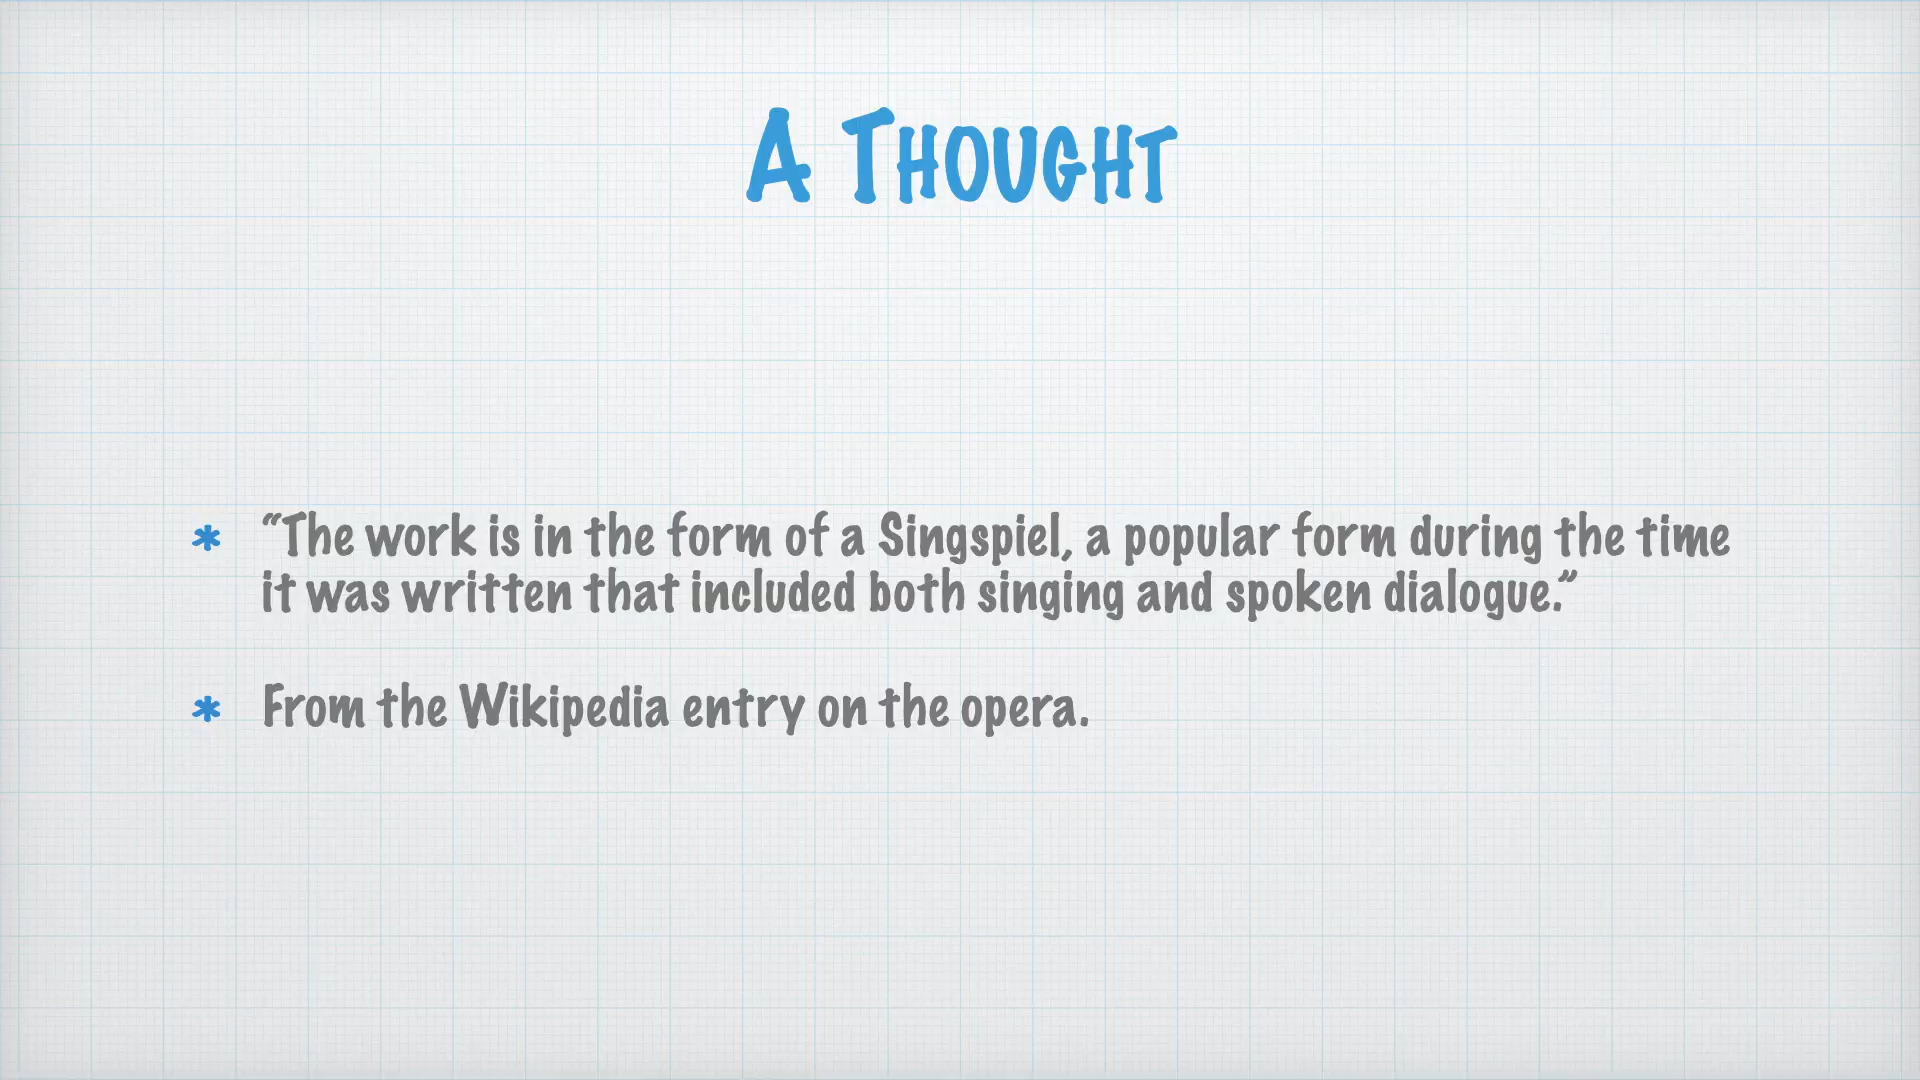 A Thought
* “The work is in the form of a Singspiel, a popular form during the time
it was written that included both singing and spoken dialogue.”
* From the Wikipedia entry on the opera.